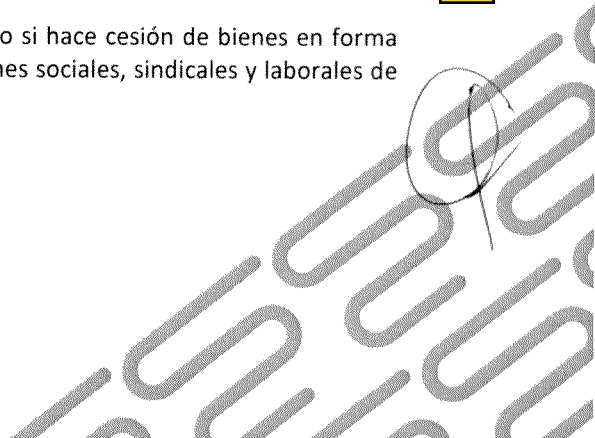 o si hace cesión de bienes en forma
nes sociales, sindicales y laborales de